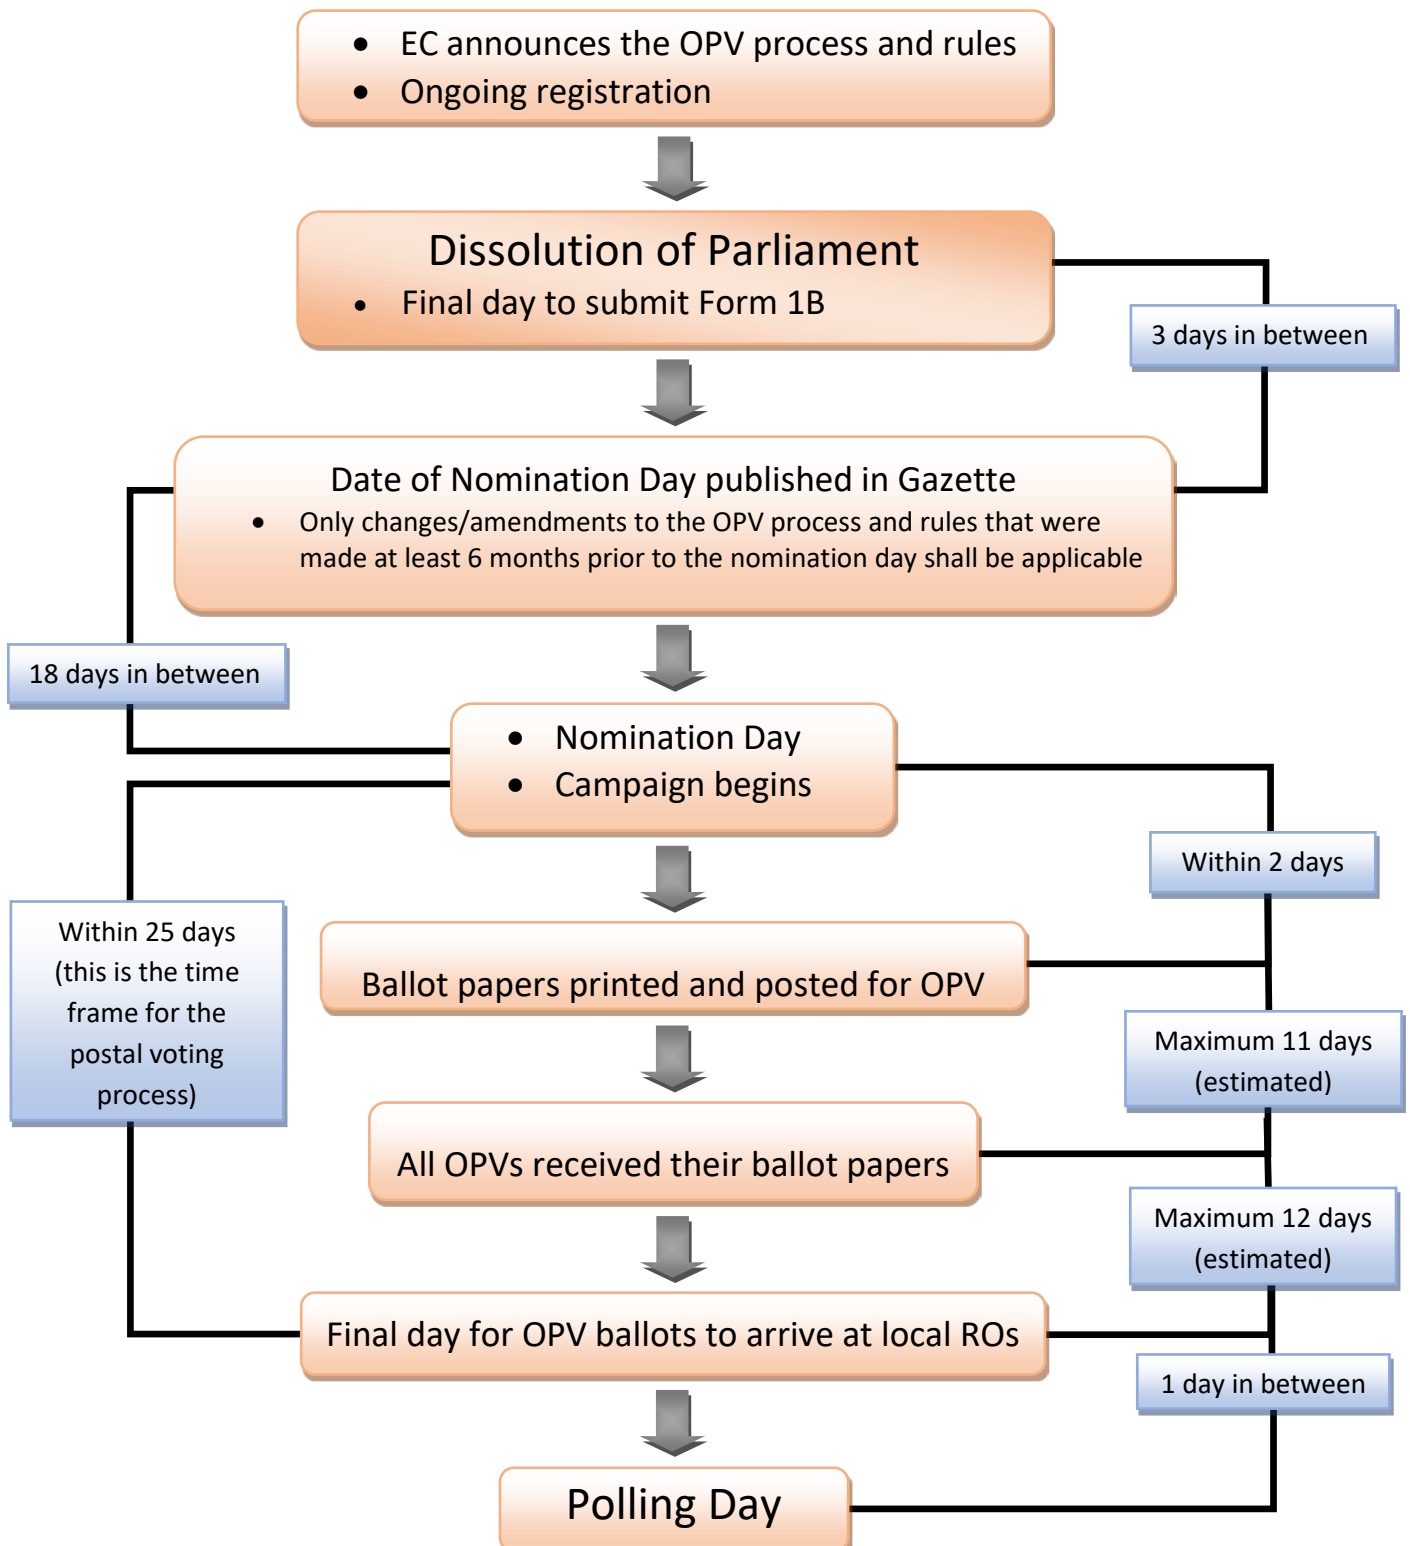 • EC announces the OPV process and rules
• Ongoing registration
Dissolution of Parliament
• Final day to submit Form 1B
3 days in between
Date of Nomination Day published in Gazette
• Only changes/amendments to the OPV process and rules that were
made at least 6 months prior to the nomination day shall be applicable
18 days in between
• Nomination Day
• Campaign begins
Within 2 days
Within 25 days
(this is the time
frame for the
postal voting
process)
Ballot papers printed and posted for OPV
Maximum 11 days
(estimated)
All OPVs received their ballot papers
Maximum 12 days
(estimated)
Final day for OPV ballots to arrive at local ROs
1 day in between
Polling Day